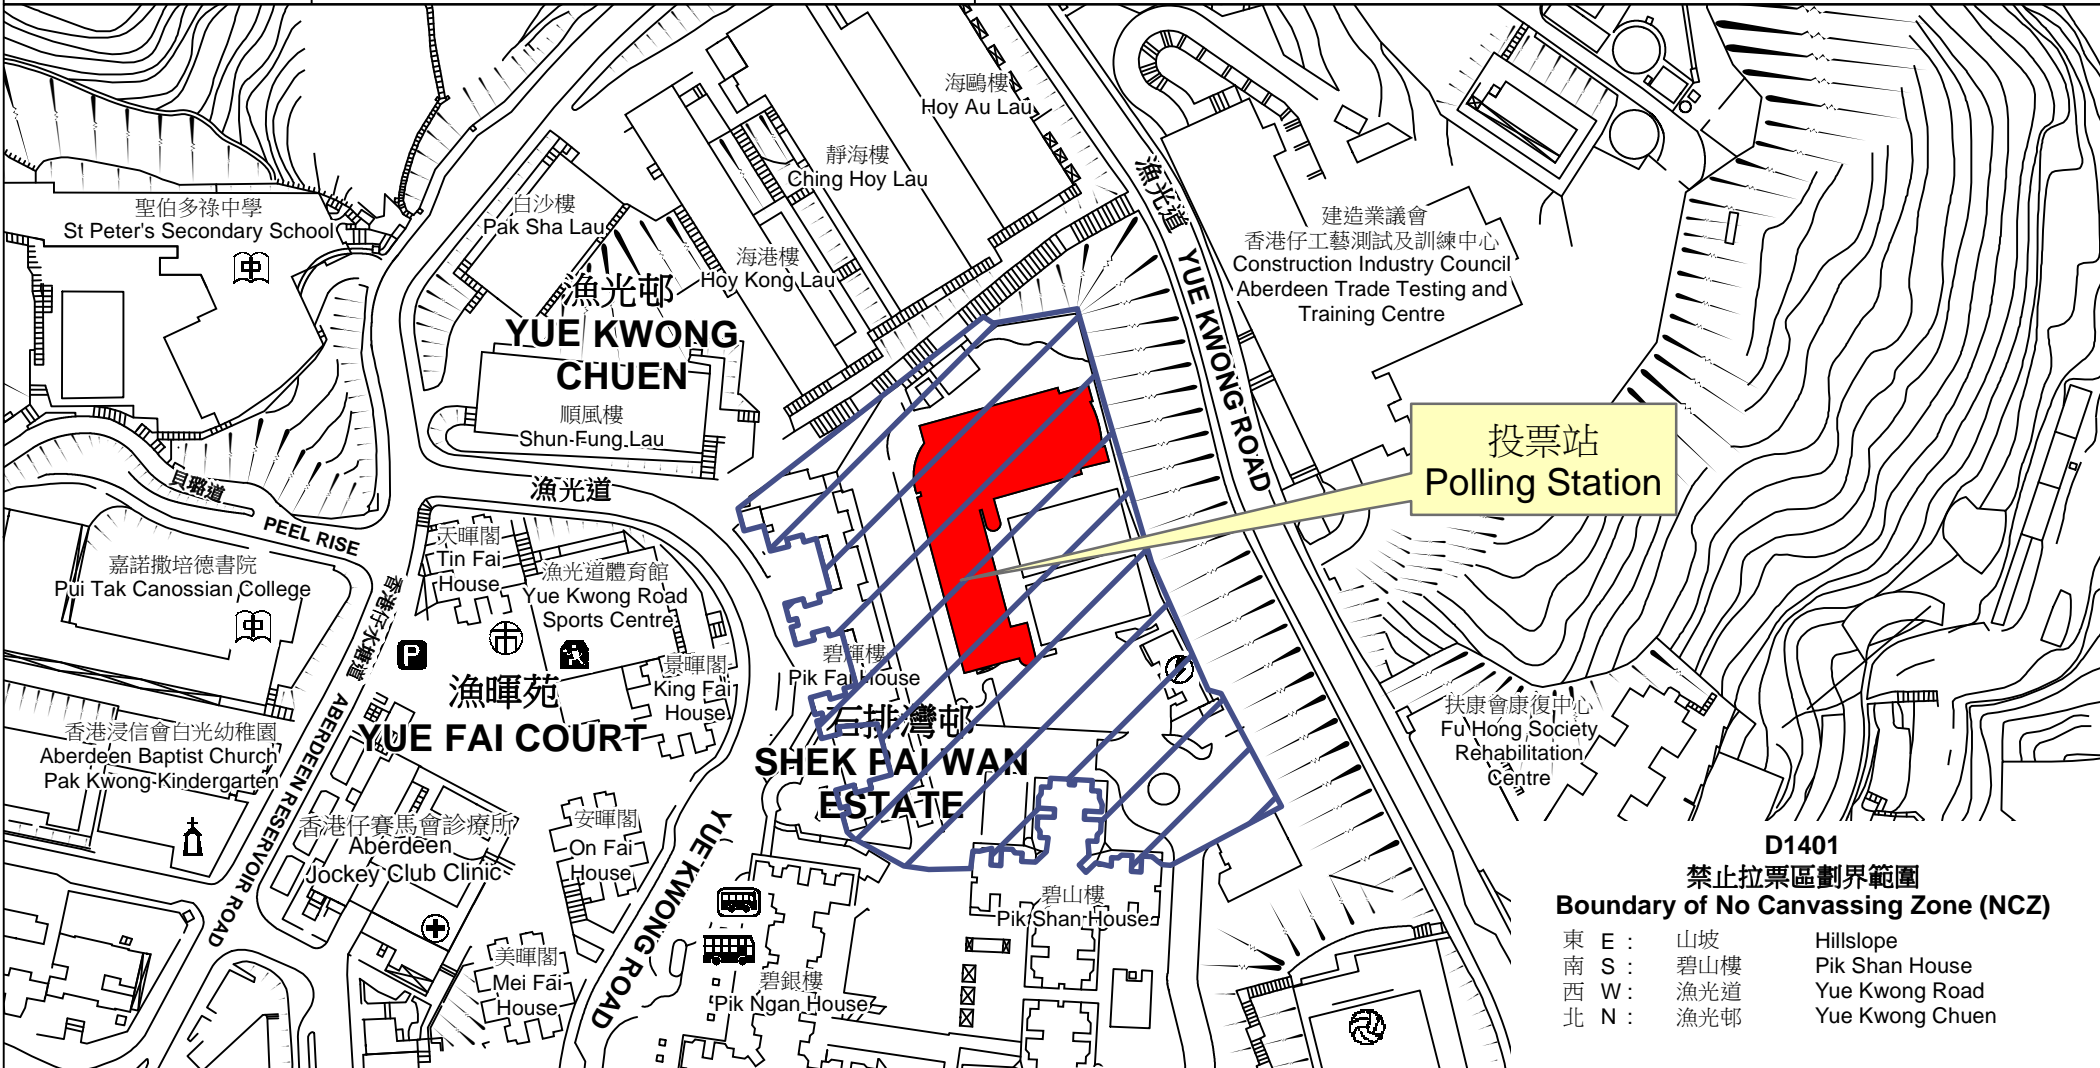 海鷗樓
Hoy Au Lau
靜海樓
Ching Hoy Lau
漁光道 YUE KWONG ROAD
聖伯多祿中學
St Peter's Secondary School
中
白沙樓
Pak Sha Lau
海港樓
Hoy Kong Lau
建造業議會
香港仔工藝測試及訓練中心
Construction Industry Council
Aberdeen Trade Testing and
Training Centre
漁光邨
YUE KWONG
CHUEN
順風樓
Shun Fung Lau
投票站
Polling Station
貝璐道
PEEL RISE
漁光道
天暉閣
Tin Fai
House
漁光道體育館
Yue Kwong Road
Sports Centre
嘉諾撒培德書院
Pui Tak Canossian College
中
香港仔水塘道 ABERDEEN RESERVOIR ROAD
P
景暉閣
King Fai
House
碧輝樓
Pik Fai House
漁暉苑
YUE FAI COURT
石排灣邨
SHEK PAI WAN
ESTATE
扶康會康復中心
Fu Hong Society
Rehabilitation
Centre
香港浸信會白光幼稚園
Aberdeen Baptist Church
Pak Kwong Kindergarten
香港仔賽馬會診療所
Aberdeen
Jockey Club Clinic
安暉閣
On Fai
House
YUE KWONG ROAD
碧山樓
Pik Shan House
美暉閣
Mei Fai
House
碧銀樓
Pik Ngan House
D1401
禁止拉票區劃界範圍
Boundary of No Canvassing Zone (NCZ)
東 E : 山坡 Hillslope
南 S : 碧山樓 Pik Shan House
西 W : 漁光道 Yue Kwong Road
北 N : 漁光邨 Yue Kwong Chuen